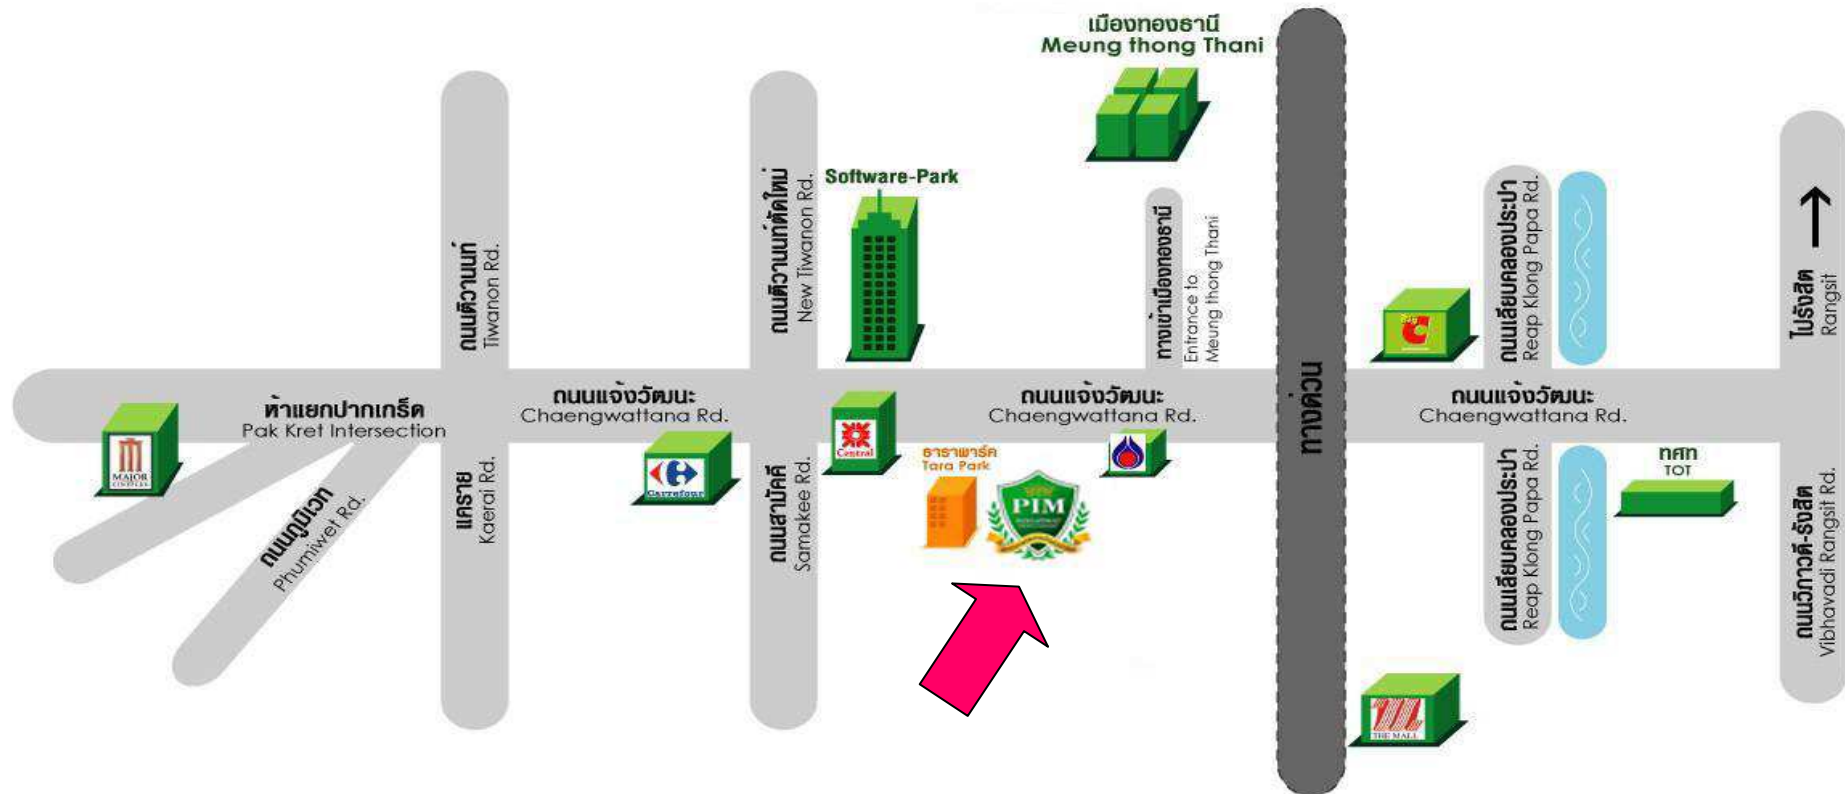 เมืองทองธานี
Meung thong Thani
Software-Park
ถนนติวานนท์
Tiwanon Rd.
ถนนติวานนท์ตัดใหม่
New Tiwanon Rd.
ทางเข้าเมืองทองธานี
Entrance to
Meung thong Thani
ทางด่วน
ถนนเลียบคลองประปา
Reap Klong Papa Rd.
ไปรังสิต
Rangsit
ห้าแยกปากเกร็ด
Pak Kret Intersection
ถนนแจ้งวัฒนะ
Chaengwattana Rd.
ถนนแจ้งวัฒนะ
Chaengwattana Rd.
ถนนแจ้งวัฒนะ
Chaengwattana Rd.
MAJOR
CINEPLEX
ถนนภูมิเวท
Phumiwet Rd.
แคราย
Kaerai Rd.
Carrefour
ถนนสามัคคี
Samakee Rd.
Central
ธาราพาร์ค
Tara Park
PIM
ถนนเลียบคลองประปา
Reap Klong Papa Rd.
ทศท
TOT
ถนนวิภาวดี-รังสิต
Vibhavadi Rangsit Rd.
THE MALL